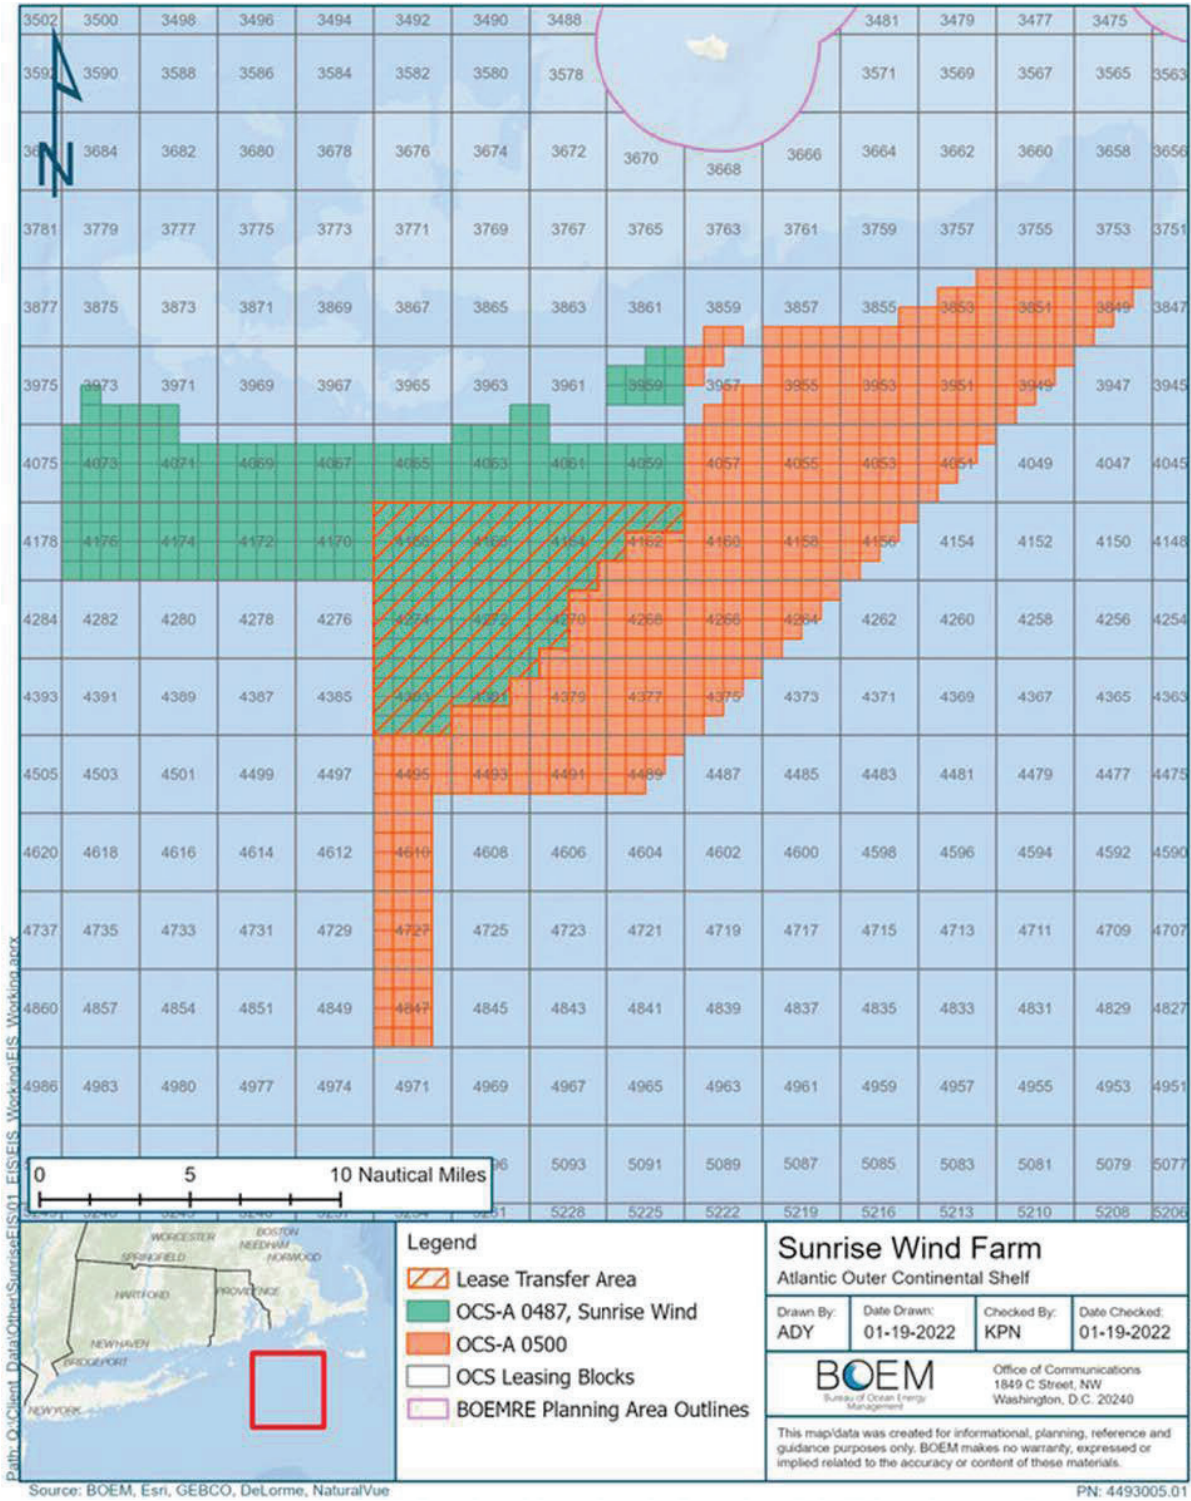 3502 3500 3498 3496 3494 3492 3490 3488 3481 3479 3477 3475
3592 3590 3588 3586 3584 3582 3580 3578 3571 3569 3567 3565 3563
3684 3682 3680 3678 3676 3674 3672 3670 3668 3666 3664 3662 3660 3658 3656
N
3781 3779 3777 3775 3773 3771 3769 3767 3765 3763 3761 3759 3757 3755 3753 3751
3877 3875 3873 3871 3869 3867 3865 3863 3861 3859 3857 3855 3853 3851 3849 3847
3975 3973 3971 3969 3967 3965 3963 3961 3959 3957 3955 3953 3951 3949 3947 3945
4075 4073 4071 4069 4067 4065 4063 4061 4059 4057 4055 4053 4051 4049 4047 4045
4178 4176 4174 4172 4170 4162 4160 4158 4156 4154 4152 4150 4148
4284 4282 4280 4278 4276 4274 4272 4270 4268 4266 4264 4262 4260 4258 4256 4254
4393 4391 4389 4387 4385 4379 4377 4375 4373 4371 4369 4367 4365 4363
4505 4503 4501 4499 4497 4495 4493 4491 4489 4487 4485 4483 4481 4479 4477 4475
4620 4618 4616 4614 4612 4610 4608 4606 4604 4602 4600 4598 4596 4594 4592 4590
4737 4735 4733 4731 4729 4727 4725 4723 4721 4719 4717 4715 4713 4711 4709 4707
4860 4857 4854 4851 4849 4847 4845 4843 4841 4839 4837 4835 4833 4831 4829 4827
4986 4983 4980 4977 4974 4971 4969 4967 4965 4963 4961 4959 4957 4955 4953 4951
96 5093 5091 5089 5087 5085 5083 5081 5079 5077
0 5 10 Nautical Miles
5228 5225 5222 5219 5216 5213 5210 5208 5206
WORCESTER
BOSTON
NEEDHAM
NORWOOD
SPRINGFIELD
HARTFORD
PROVIDENCE
NEW HAVEN
BRIDGEPORT
NEW YORK
Legend
Lease Transfer Area
OCS-A 0487, Sunrise Wind
OCS-A 0500
OCS Leasing Blocks
BOEMRE Planning Area Outlines
Sunrise Wind Farm
Atlantic Outer Continental Shelf
Drawn By:
ADY
Date Drawn:
01-19-2022
Checked By:
KPN
Date Checked:
01-19-2022
BOEM
Bureau of Ocean Energy
Management
Office of Communications
1849 C Street, NW
Washington, D.C. 20240
This map/data was created for informational, planning, reference and
guidance purposes only. BOEM makes no warranty, expressed or
implied related to the accuracy or content of these materials.
Source: BOEM, Esri, GEBCO, DeLorme, NaturalVue
PN: 4493005.01
Path: Q:\Client_Data\Other\SunriseEIS\01_EIS\EIS_Working\EIS_Working.aprx